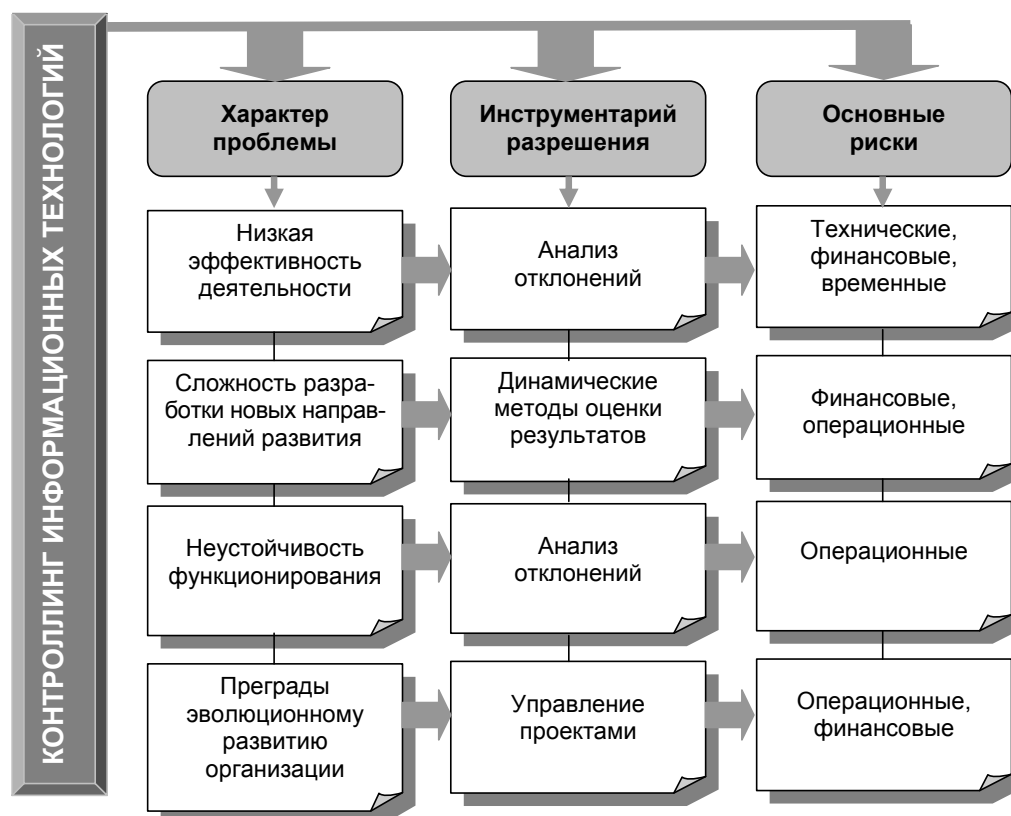 КОНТРОЛЛИНГ ИНФОРМАЦИОННЫХ ТЕХНОЛОГИЙ
Характер
проблемы
Инструментарий
разрешения
Основные
риски
Низкая
эффективность
деятельности
Анализ
отклонений
Технические,
финансовые,
временные
Сложность разра-
ботки новых направ-
лений развития
Динамические
методы оценки
результатов
Финансовые,
операционные
Неустойчивость
функционирования
Анализ
отклонений
Операционные
Преграды
эволюционному
развитию
организации
Управление
проектами
Операционные,
финансовые